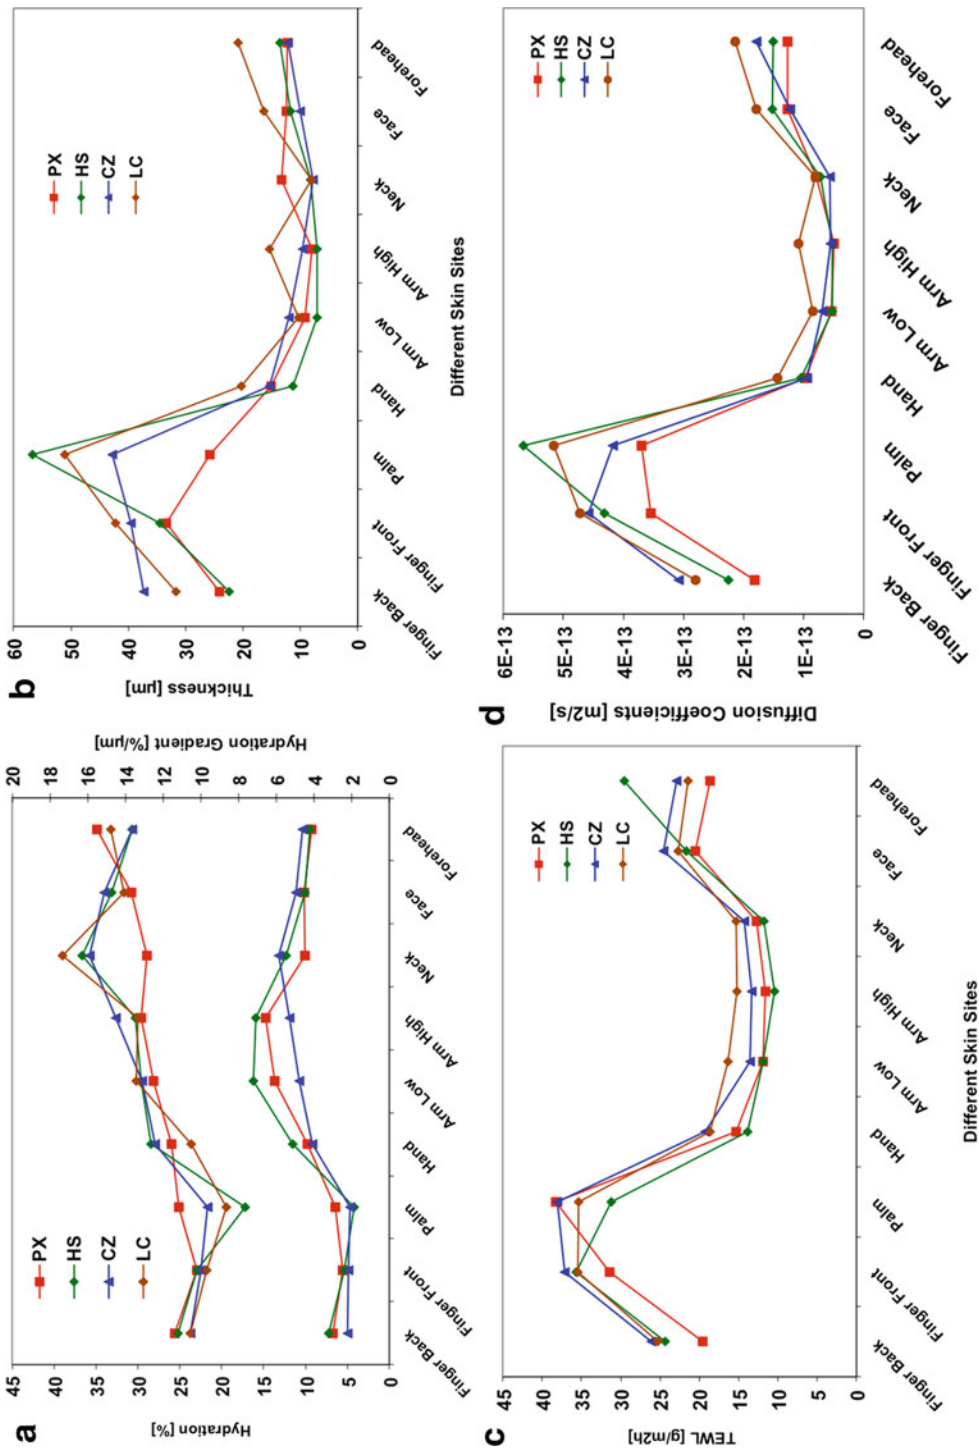 a
Hydration [%]
45
40
35
30
25
20
15
10
5
0
Hydration Gradient [%/µm]
20
18
16
14
12
10
8
6
4
2
0
PX
HS
CZ
LC
Finger Back
Finger Front
Palm
Hand
Arm Low
Arm High
Neck
Face
Forehead
b
Thickness [µm]
60
50
40
30
20
10
0
PX
HS
CZ
LC
Finger Back
Finger Front
Palm
Hand
Arm Low
Arm High
Neck
Face
Forehead
Different Skin Sites
c
TEWL [g/m2h]
45
40
35
30
25
20
15
10
5
0
PX
HS
CZ
LC
Finger Back
Finger Front
Palm
Hand
Arm Low
Arm High
Neck
Face
Forehead
Different Skin Sites
d
Diffusion Coefficients [m2/s]
6E-13
5E-13
4E-13
3E-13
2E-13
1E-13
0
PX
HS
CZ
LC
Finger Back
Finger Front
Palm
Hand
Arm Low
Arm High
Neck
Face
Forehead